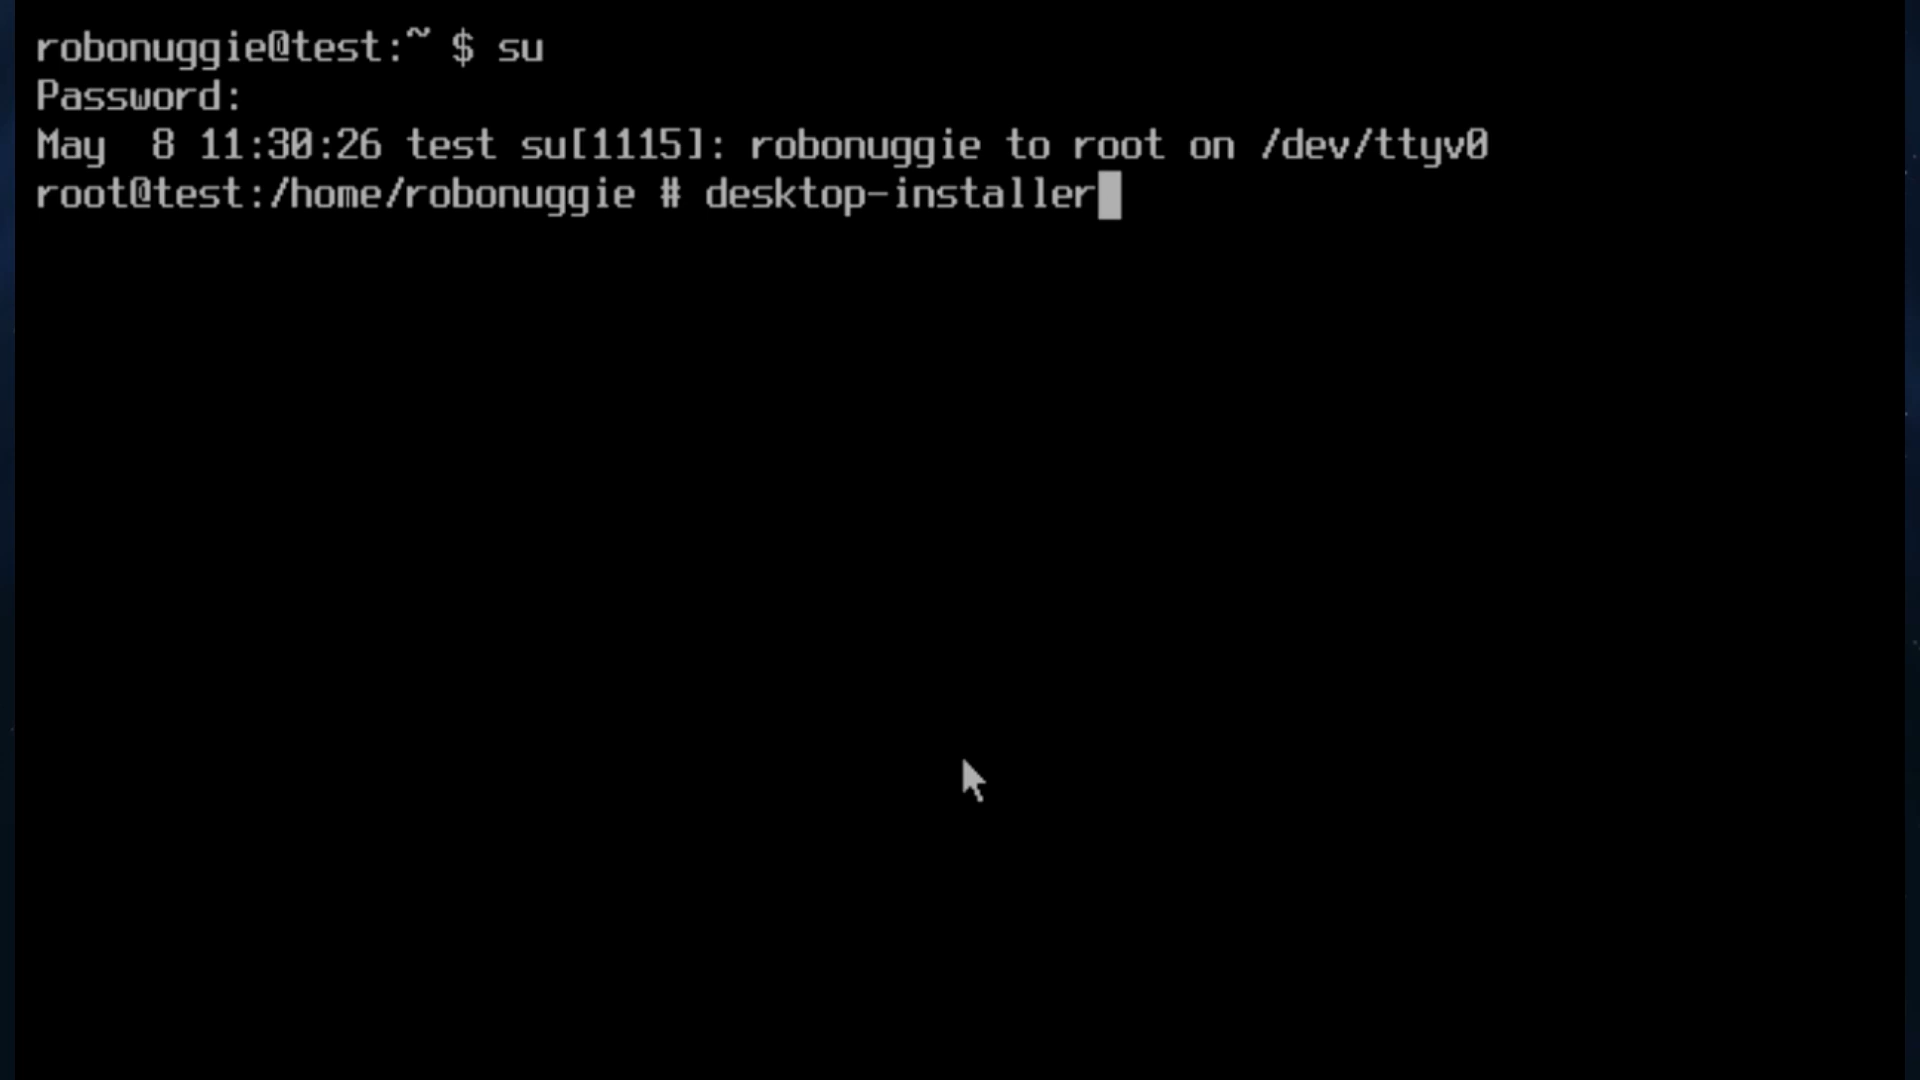 robonuggie@test:~ $ su
Password:
May  8 11:30:26 test su[1115]: robonuggie to root on /dev/ttyv0
root@test:/home/robonuggie # desktop-installer